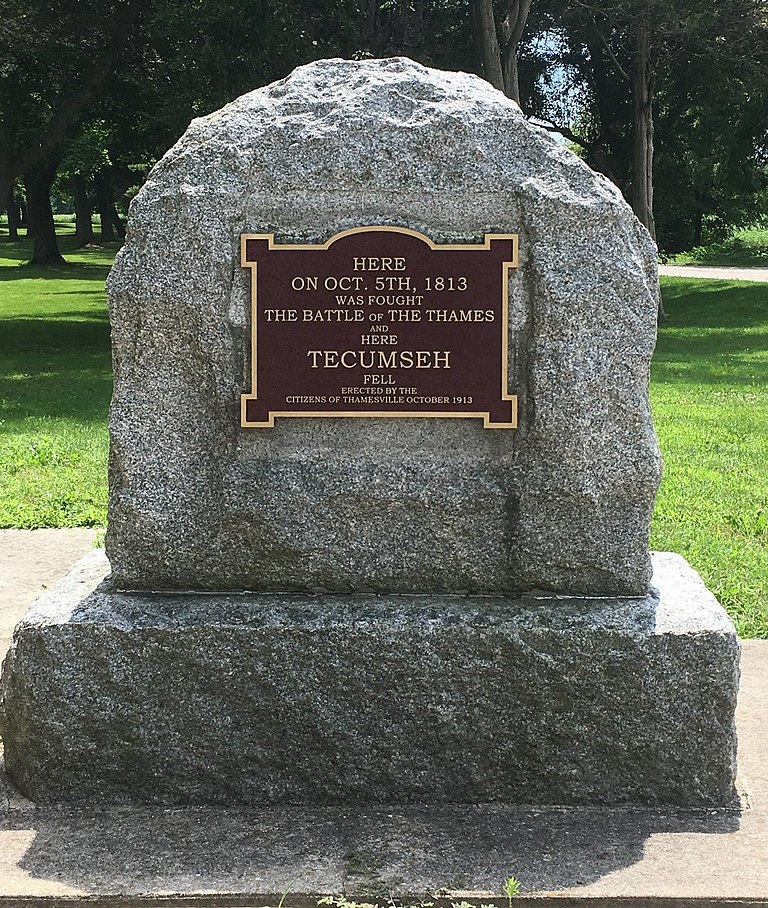 HERE
ON OCT. 5TH, 1813
WAS FOUGHT
THE BATTLE OF THE THAMES
AND
HERE
TECUMSEH
FELL
ERECTED BY THE
CITIZENS OF THAMESVILLE OCTOBER 1913